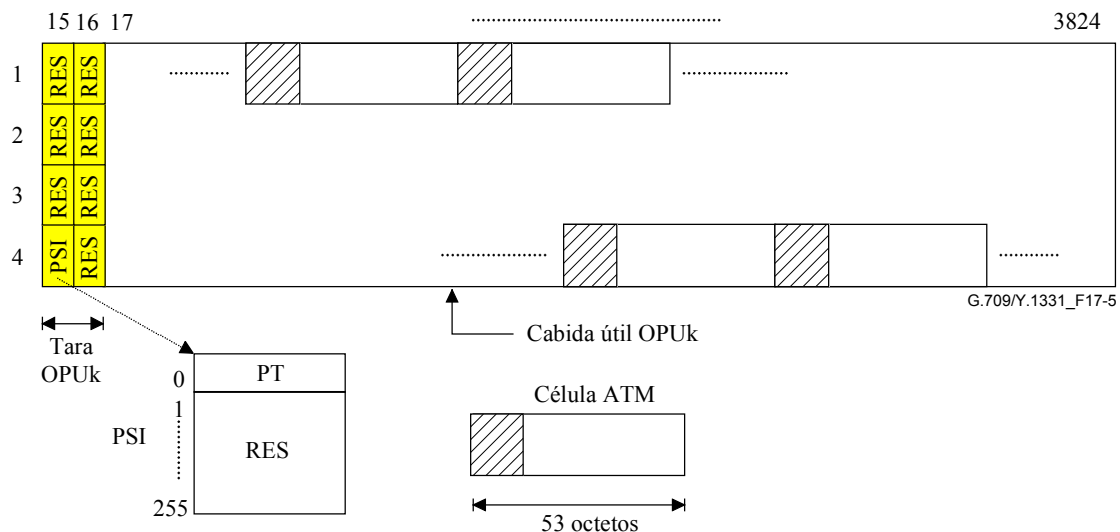 15 16 17 3824
1 RES RES
2 RES RES
3 RES RES
4 PSI RES
G.709/Y.1331_F17-5
Tara
OPUk
Cabida útil OPUk
0 PT
1
PSI
RES
255
Célula ATM
53 octetos